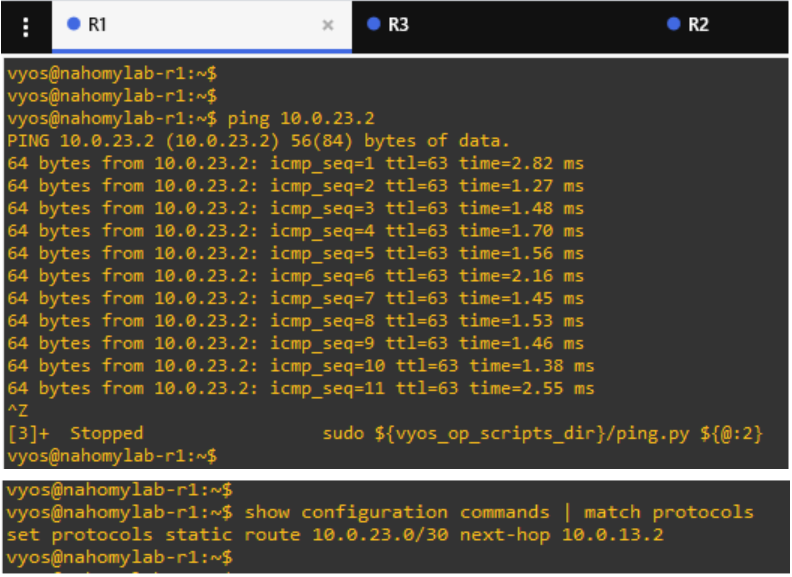 R1
R3
R2
vyos@nahomylab-r1:~$
vyos@nahomylab-r1:~$
vyos@nahomylab-r1:~$ ping 10.0.23.2
PING 10.0.23.2 (10.0.23.2) 56(84) bytes of data.
64 bytes from 10.0.23.2: icmp_seq=1 ttl=63 time=2.82 ms
64 bytes from 10.0.23.2: icmp_seq=2 ttl=63 time=1.27 ms
64 bytes from 10.0.23.2: icmp_seq=3 ttl=63 time=1.48 ms
64 bytes from 10.0.23.2: icmp_seq=4 ttl=63 time=1.70 ms
64 bytes from 10.0.23.2: icmp_seq=5 ttl=63 time=1.56 ms
64 bytes from 10.0.23.2: icmp_seq=6 ttl=63 time=2.16 ms
64 bytes from 10.0.23.2: icmp_seq=7 ttl=63 time=1.45 ms
64 bytes from 10.0.23.2: icmp_seq=8 ttl=63 time=1.53 ms
64 bytes from 10.0.23.2: icmp_seq=9 ttl=63 time=1.46 ms
64 bytes from 10.0.23.2: icmp_seq=10 ttl=63 time=1.38 ms
64 bytes from 10.0.23.2: icmp_seq=11 ttl=63 time=2.55 ms
^Z
[3]+  Stopped                 sudo ${vyos_op_scripts_dir}/ping.py ${@:2}
vyos@nahomylab-r1:~$
vyos@nahomylab-r1:~$
vyos@nahomylab-r1:~$ show configuration commands | match protocols
set protocols static route 10.0.23.0/30 next-hop 10.0.13.2
vyos@nahomylab-r1:~$